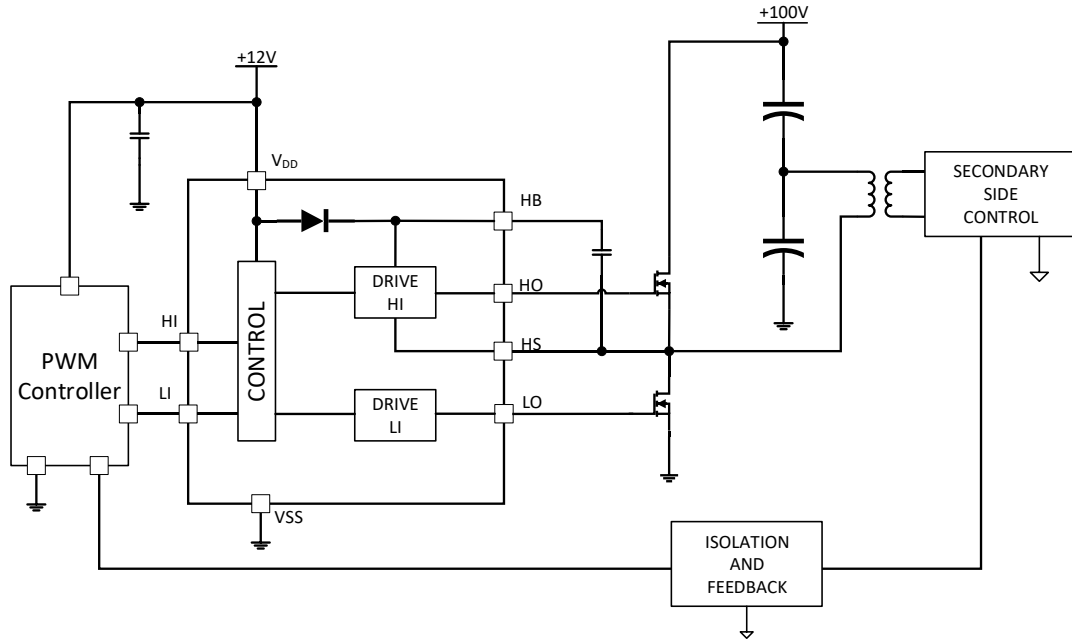 +100V
+12V
VDD
HB
SECONDARY
SIDE
CONTROL
DRIVE
HI
HO
HI
CONTROL
HS
PWM
Controller
LI
DRIVE
LI
LO
VSS
ISOLATION
AND
FEEDBACK